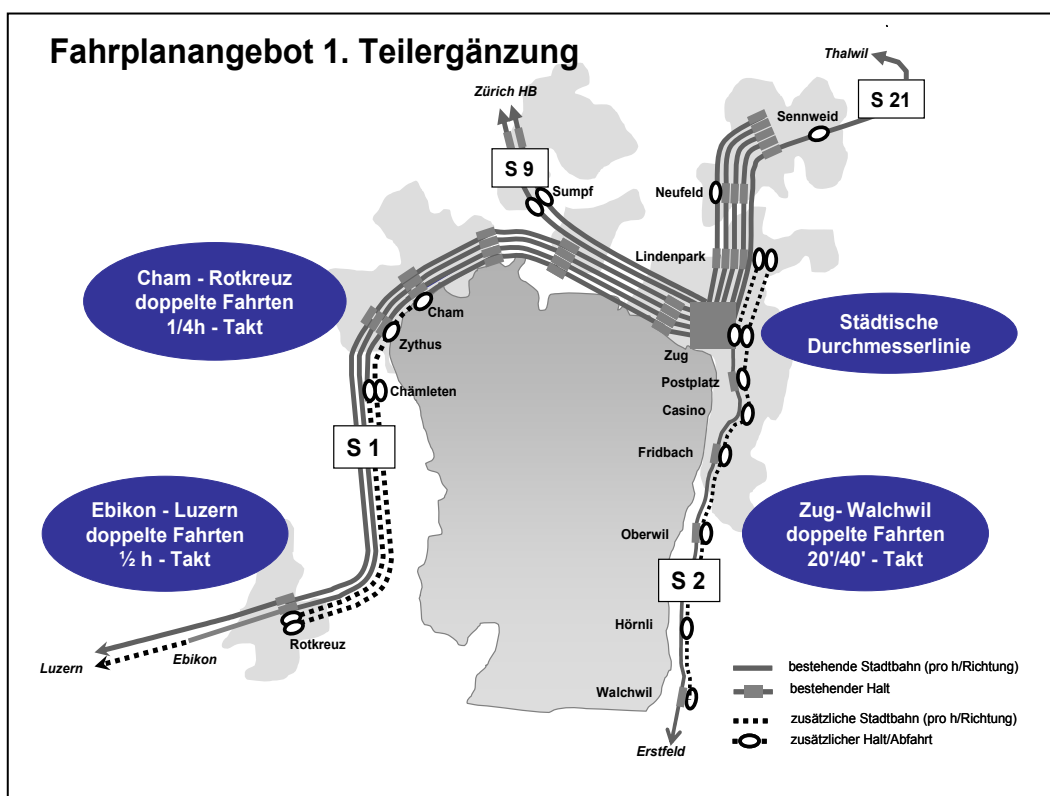 Fahrplanangebot 1. Teilergänzung
Thalwil
Zürich HB
S 21
Sennweid
S 9
Sumpf
Neufeld
Lindenpark
Cham - Rotkreuz
doppelte Fahrten
1/4h - Takt
Cham
Zythus
Städtische
Durchmesserlinie
Zug
Postplatz
Chämleten
Casino
S 1
Fridbach
Ebikon - Luzern
doppelte Fahrten
½ h - Takt
Zug- Walchwil
doppelte Fahrten
20'/40' - Takt
Oberwil
S 2
Hörnli
Rotkreuz
Ebikon
Luzern
Walchwil
Erstfeld
bestehende Stadtbahn (pro h/Richtung)
bestehender Halt
zusätzliche Stadtbahn (pro h/Richtung)
zusätzlicher Halt/Abfahrt